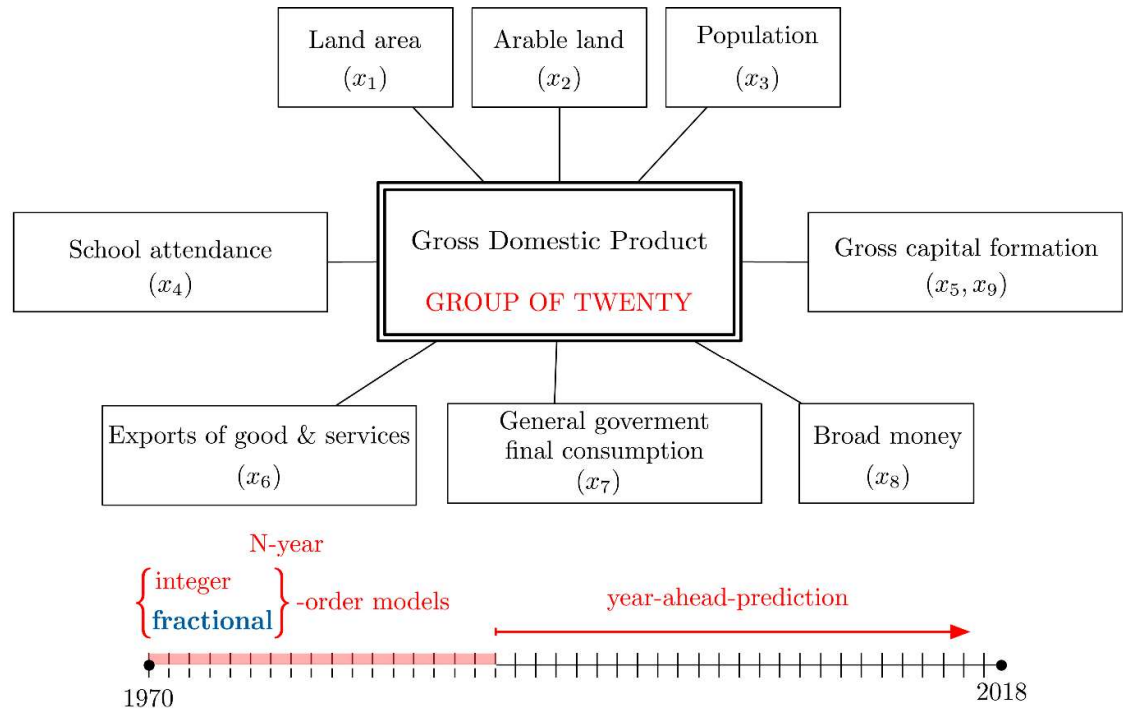 Land area
(x₁)
Arable land
(x₂)
Population
(x₃)
School attendance
(x₄)
Gross Domestic Product
GROUP OF TWENTY
Gross capital formation
(x₅, x₉)
Exports of good & services
(x₆)
General goverment
final consumption
(x₇)
Broad money
(x₈)
N-year
integer
fractional
-order models
year-ahead-prediction
1970
2018